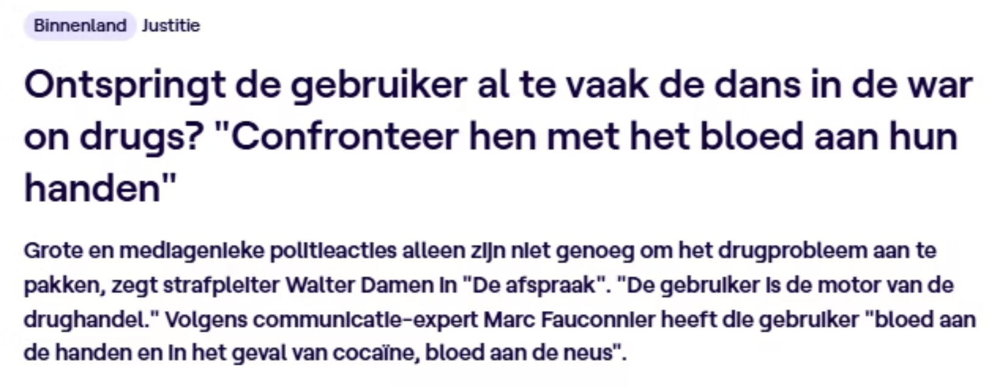 Binnenland Justitie
Ontspringt de gebruiker al te vaak de dans in de war
on drugs? "Confronteer hen met het bloed aan hun
handen"
Grote en mediagenieke politieacties alleen zijn niet genoeg om het drugprobleem aan te
pakken, zegt strafpleiter Walter Damen in "De afspraak". "De gebruiker is de motor van de
drughandel." Volgens communicatie-expert Marc Fauconnier heeft die gebruiker "bloed aan
de handen en in het geval van cocaïne, bloed aan de neus".